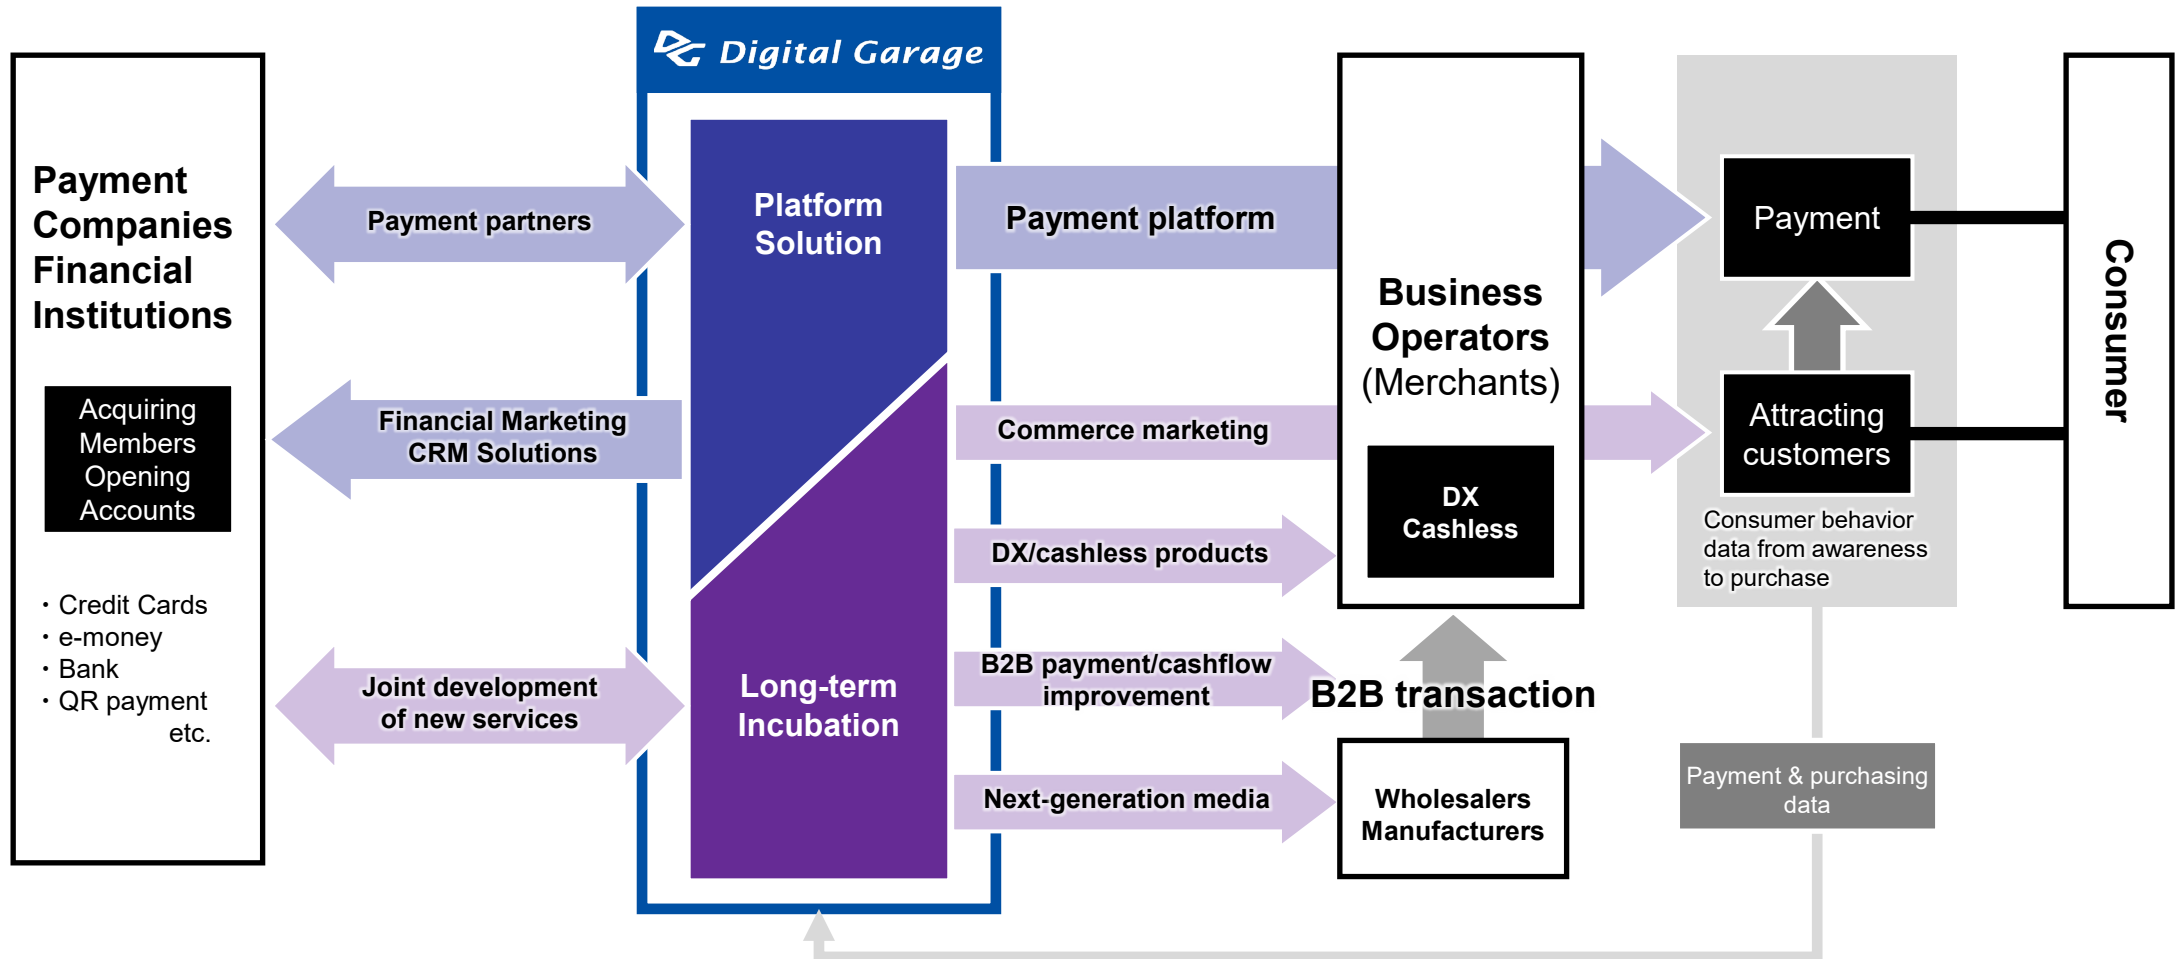 Digital Garage
Payment
Companies
Financial
Institutions
Acquiring
Members
Opening
Accounts
・Credit Cards
・e-money
・Bank
・QR payment
etc.
Payment partners
Financial Marketing
CRM Solutions
Joint development
of new services
Platform
Solution
Long-term
Incubation
Payment platform
Commerce marketing
DX/cashless products
B2B payment/cashflow
improvement
Next-generation media
Business
Operators
(Merchants)
DX
Cashless
B2B transaction
Wholesalers
Manufacturers
Payment
Attracting
customers
Consumer behavior
data from awareness
to purchase
Payment & purchasing
data
Consumer